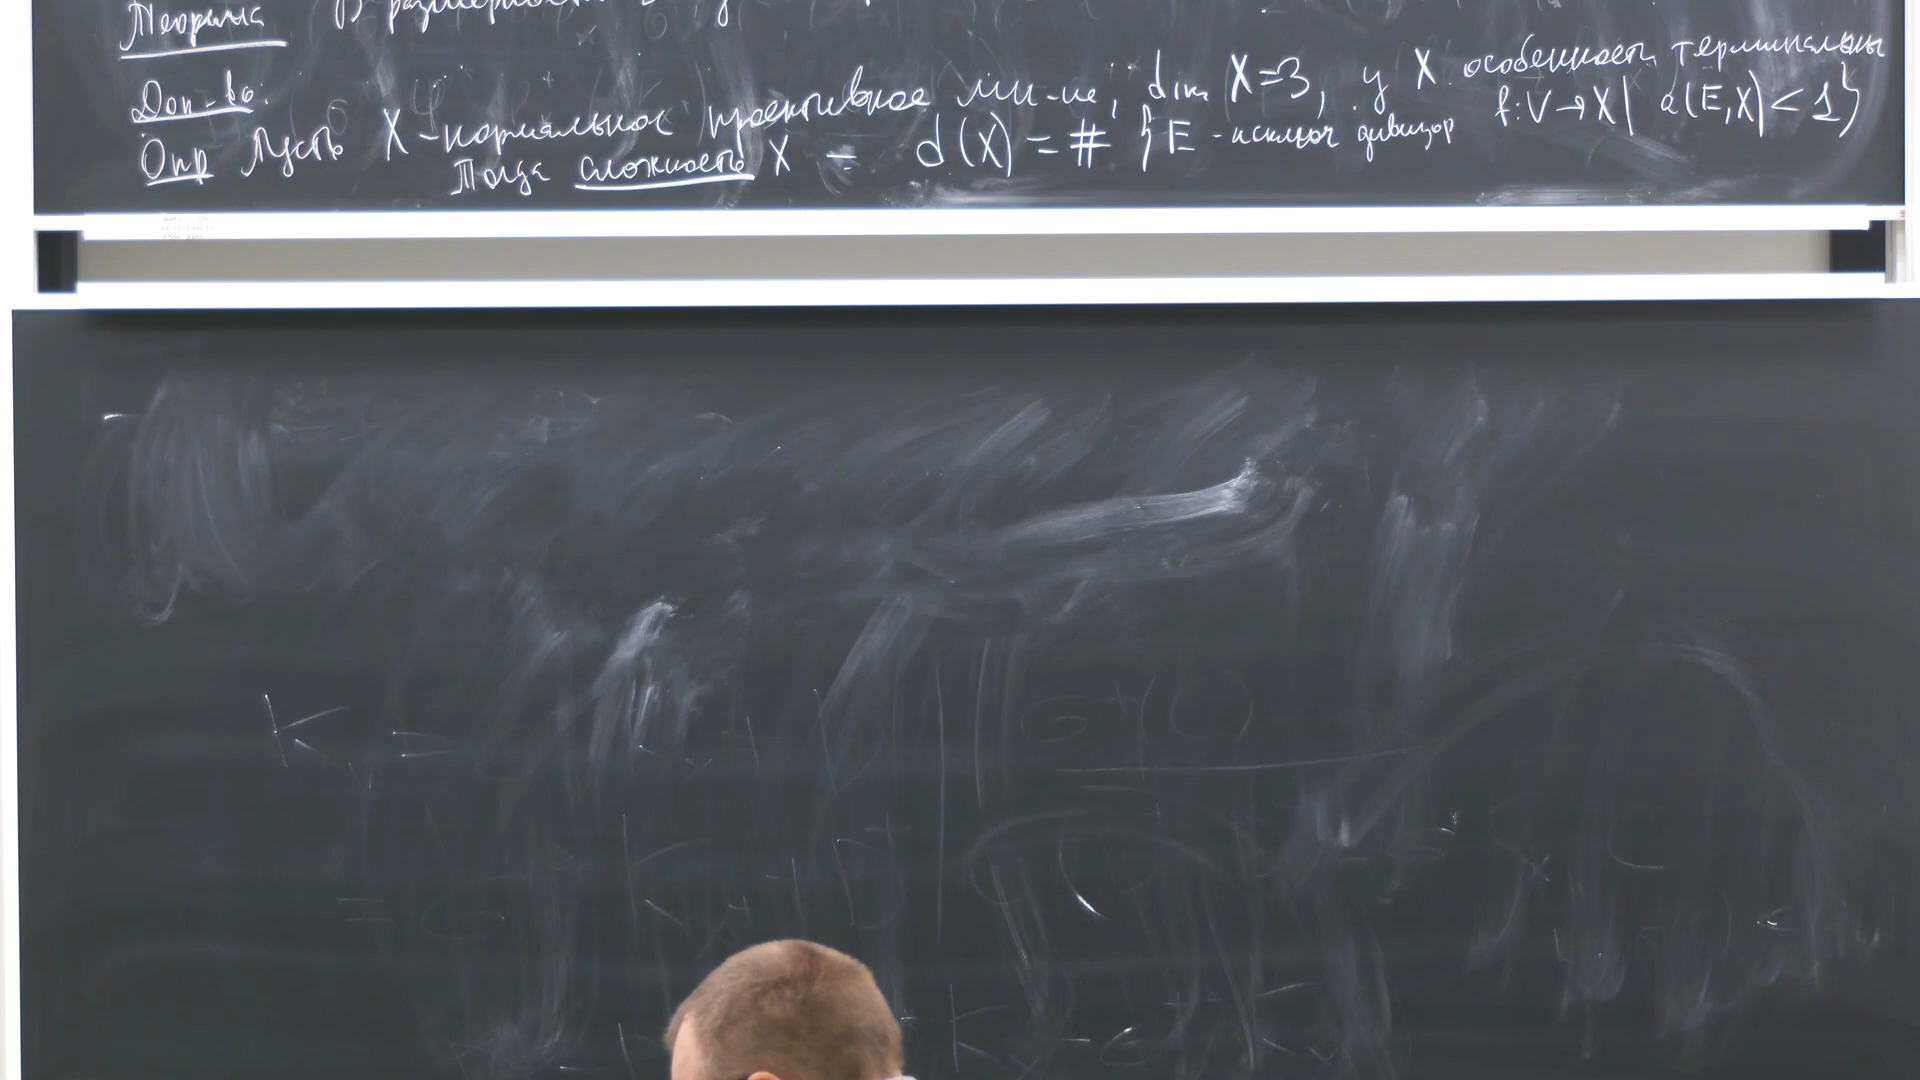 Теорема В размерности
Док-во:
Опр Пусть X - нормальное проективное мн-ие, dim X = 3, у X особенности терминальны
Тогда сложность X - d(X) = # { E - исключ дивизор f: V → X | a(E, X) < 1 }